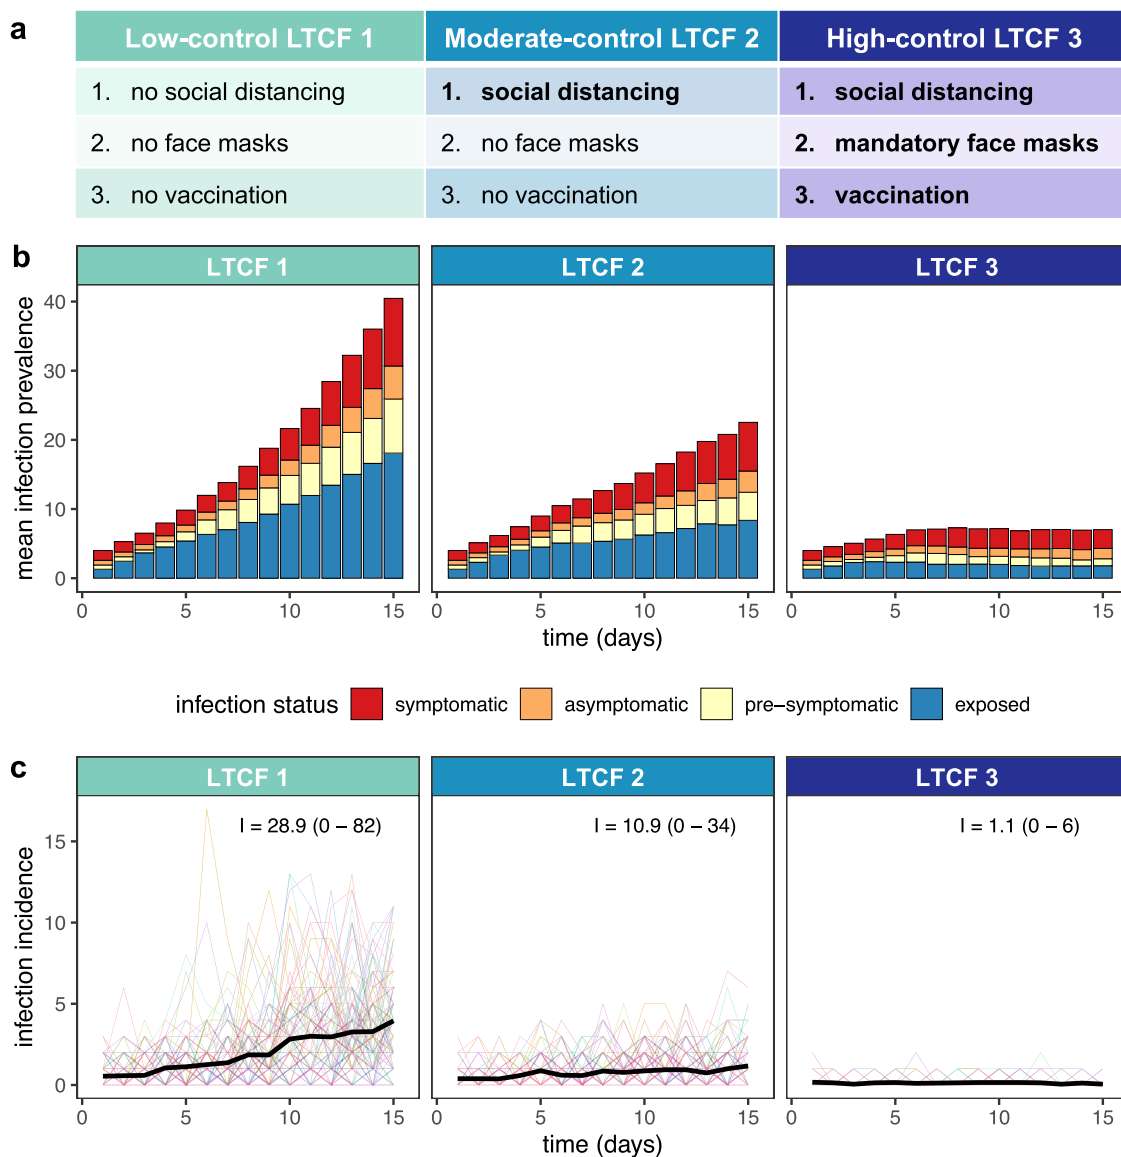 a
Low-control LTCF 1 Moderate-control LTCF 2 High-control LTCF 3
1. no social distancing 1. social distancing 1. social distancing
2. no face masks 2. no face masks 2. mandatory face masks
3. no vaccination 3. no vaccination 3. vaccination
b
LTCF 1 LTCF 2 LTCF 3
mean infection prevalence
40
30
20
10
0
0 5 10 15 0 5 10 15 0 5 10 15
time (days)
infection status symptomatic asymptomatic pre−symptomatic exposed
c
LTCF 1 LTCF 2 LTCF 3
I = 28.9 (0 − 82) I = 10.9 (0 − 34) I = 1.1 (0 − 6)
infection incidence
15
10
5
0
0 5 10 15 0 5 10 15 0 5 10 15
time (days)